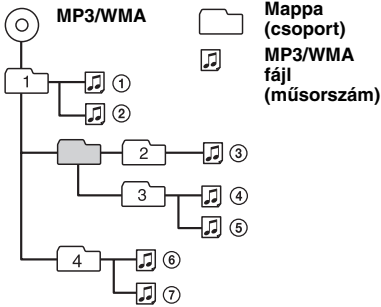 MP3/WMA
Mappa
(csoport)
MP3/WMA
fájl
(műsorszám)
1
①
②
2
③
3
④
⑤
4
⑥
⑦